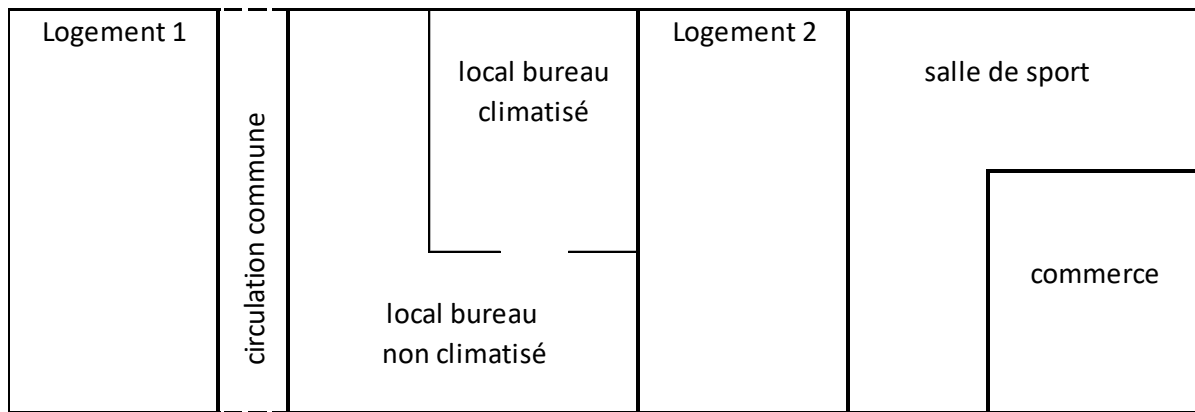 Logement 1
circulation commune
local bureau
climatisé
local bureau
non climatisé
Logement 2
salle de sport
commerce